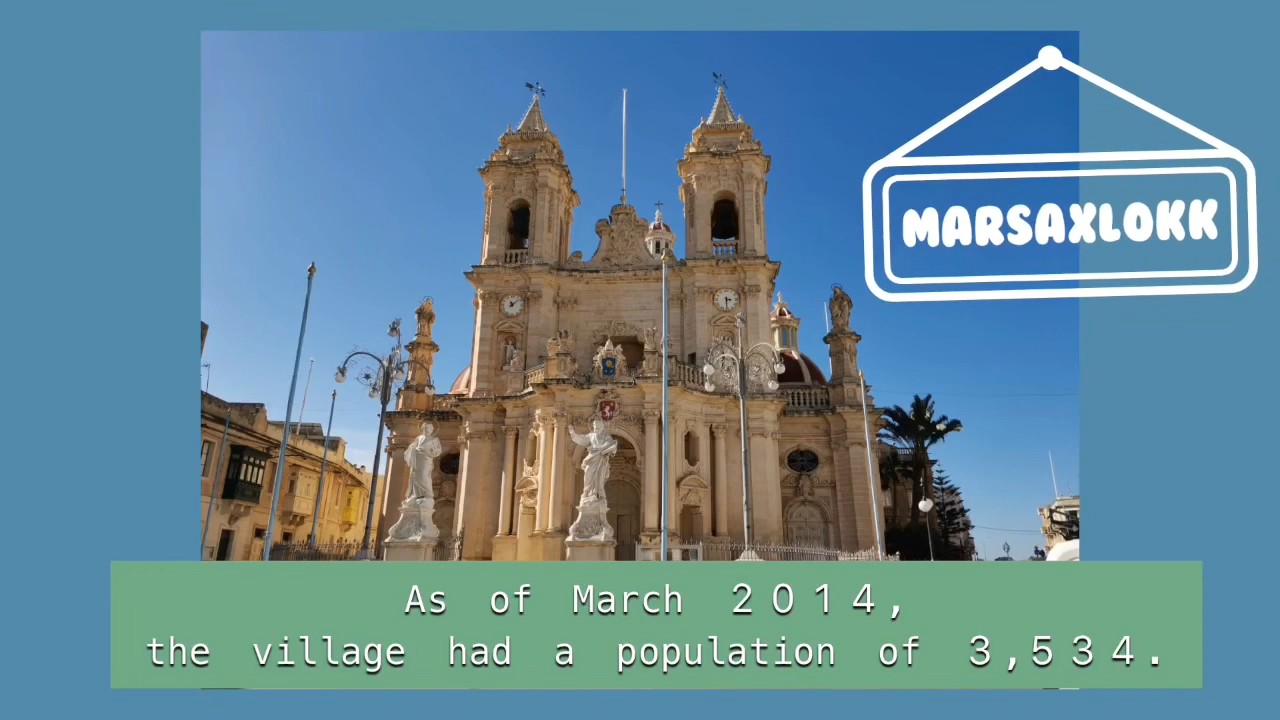 MARSAXLOKK
As of March 2014,
the village had a population of 3,534.